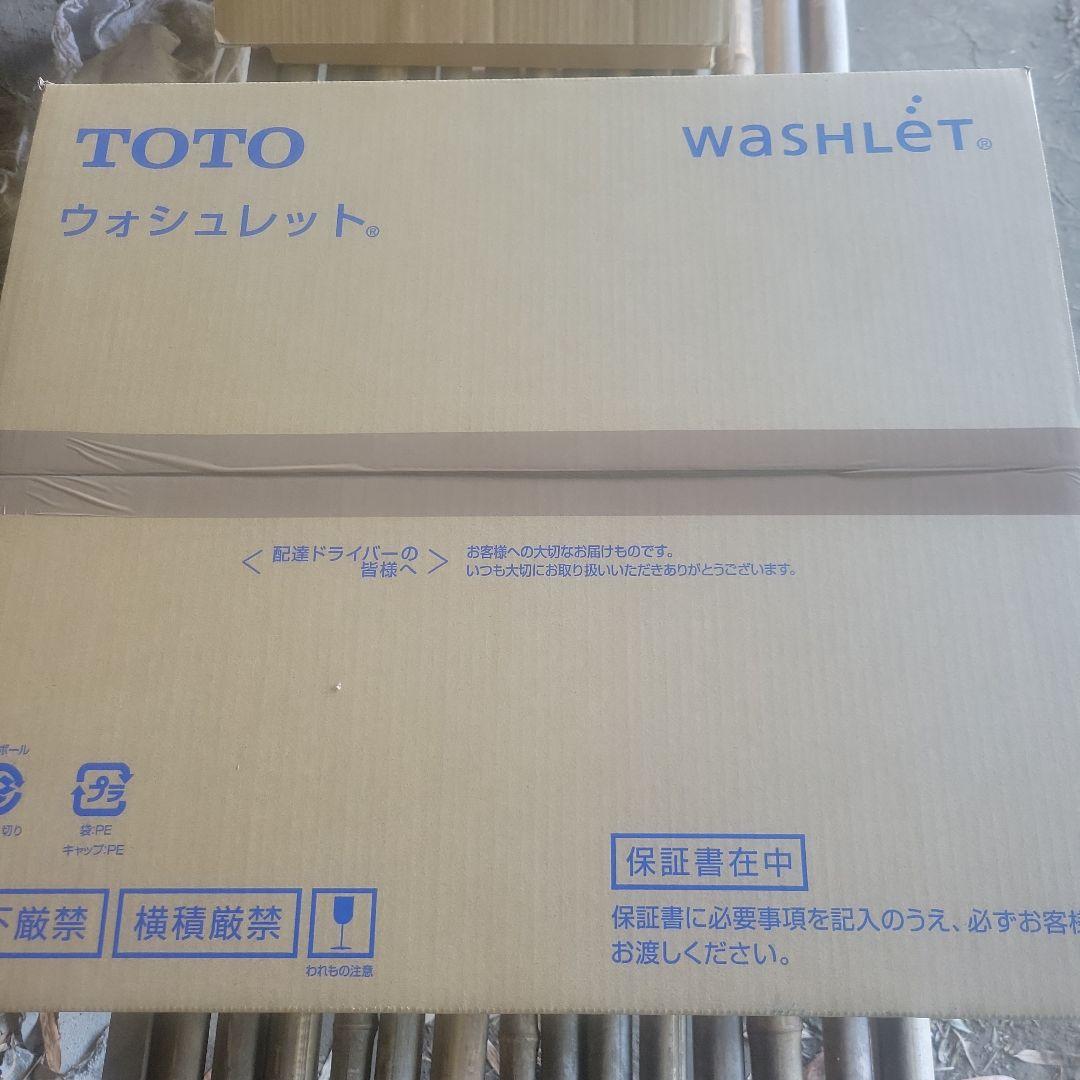 TOTO
WASHLET®
ウォシュレット®
< 配達ドライバーの
皆様へ >
お客様への大切なお届けものです。
いつも大切にお取り扱いいただきありがとうございます。
ボール
切り
プラ
袋:PE
キャップ:PE
下厳禁
横積厳禁
われもの注意
保証書在中
保証書に必要事項を記入のうえ、必ずお客様
お渡しください。